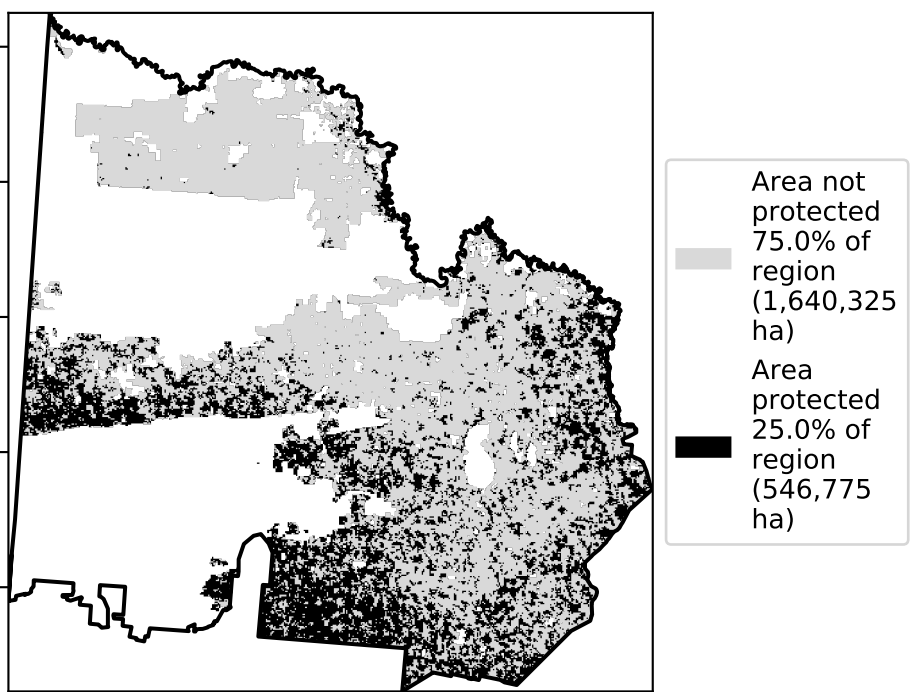 Area not
protected
75.0% of
region
(1,640,325
ha)
Area
protected
25.0% of
region
(546,775
ha)